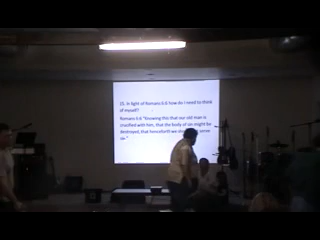 15. In light of Romans 6:6 how do I need to think
of myself?
Romans 6:6 "Knowing this that our old man is
crucified with him, that the body of sin might be
destroyed, that henceforth we serve
sin."